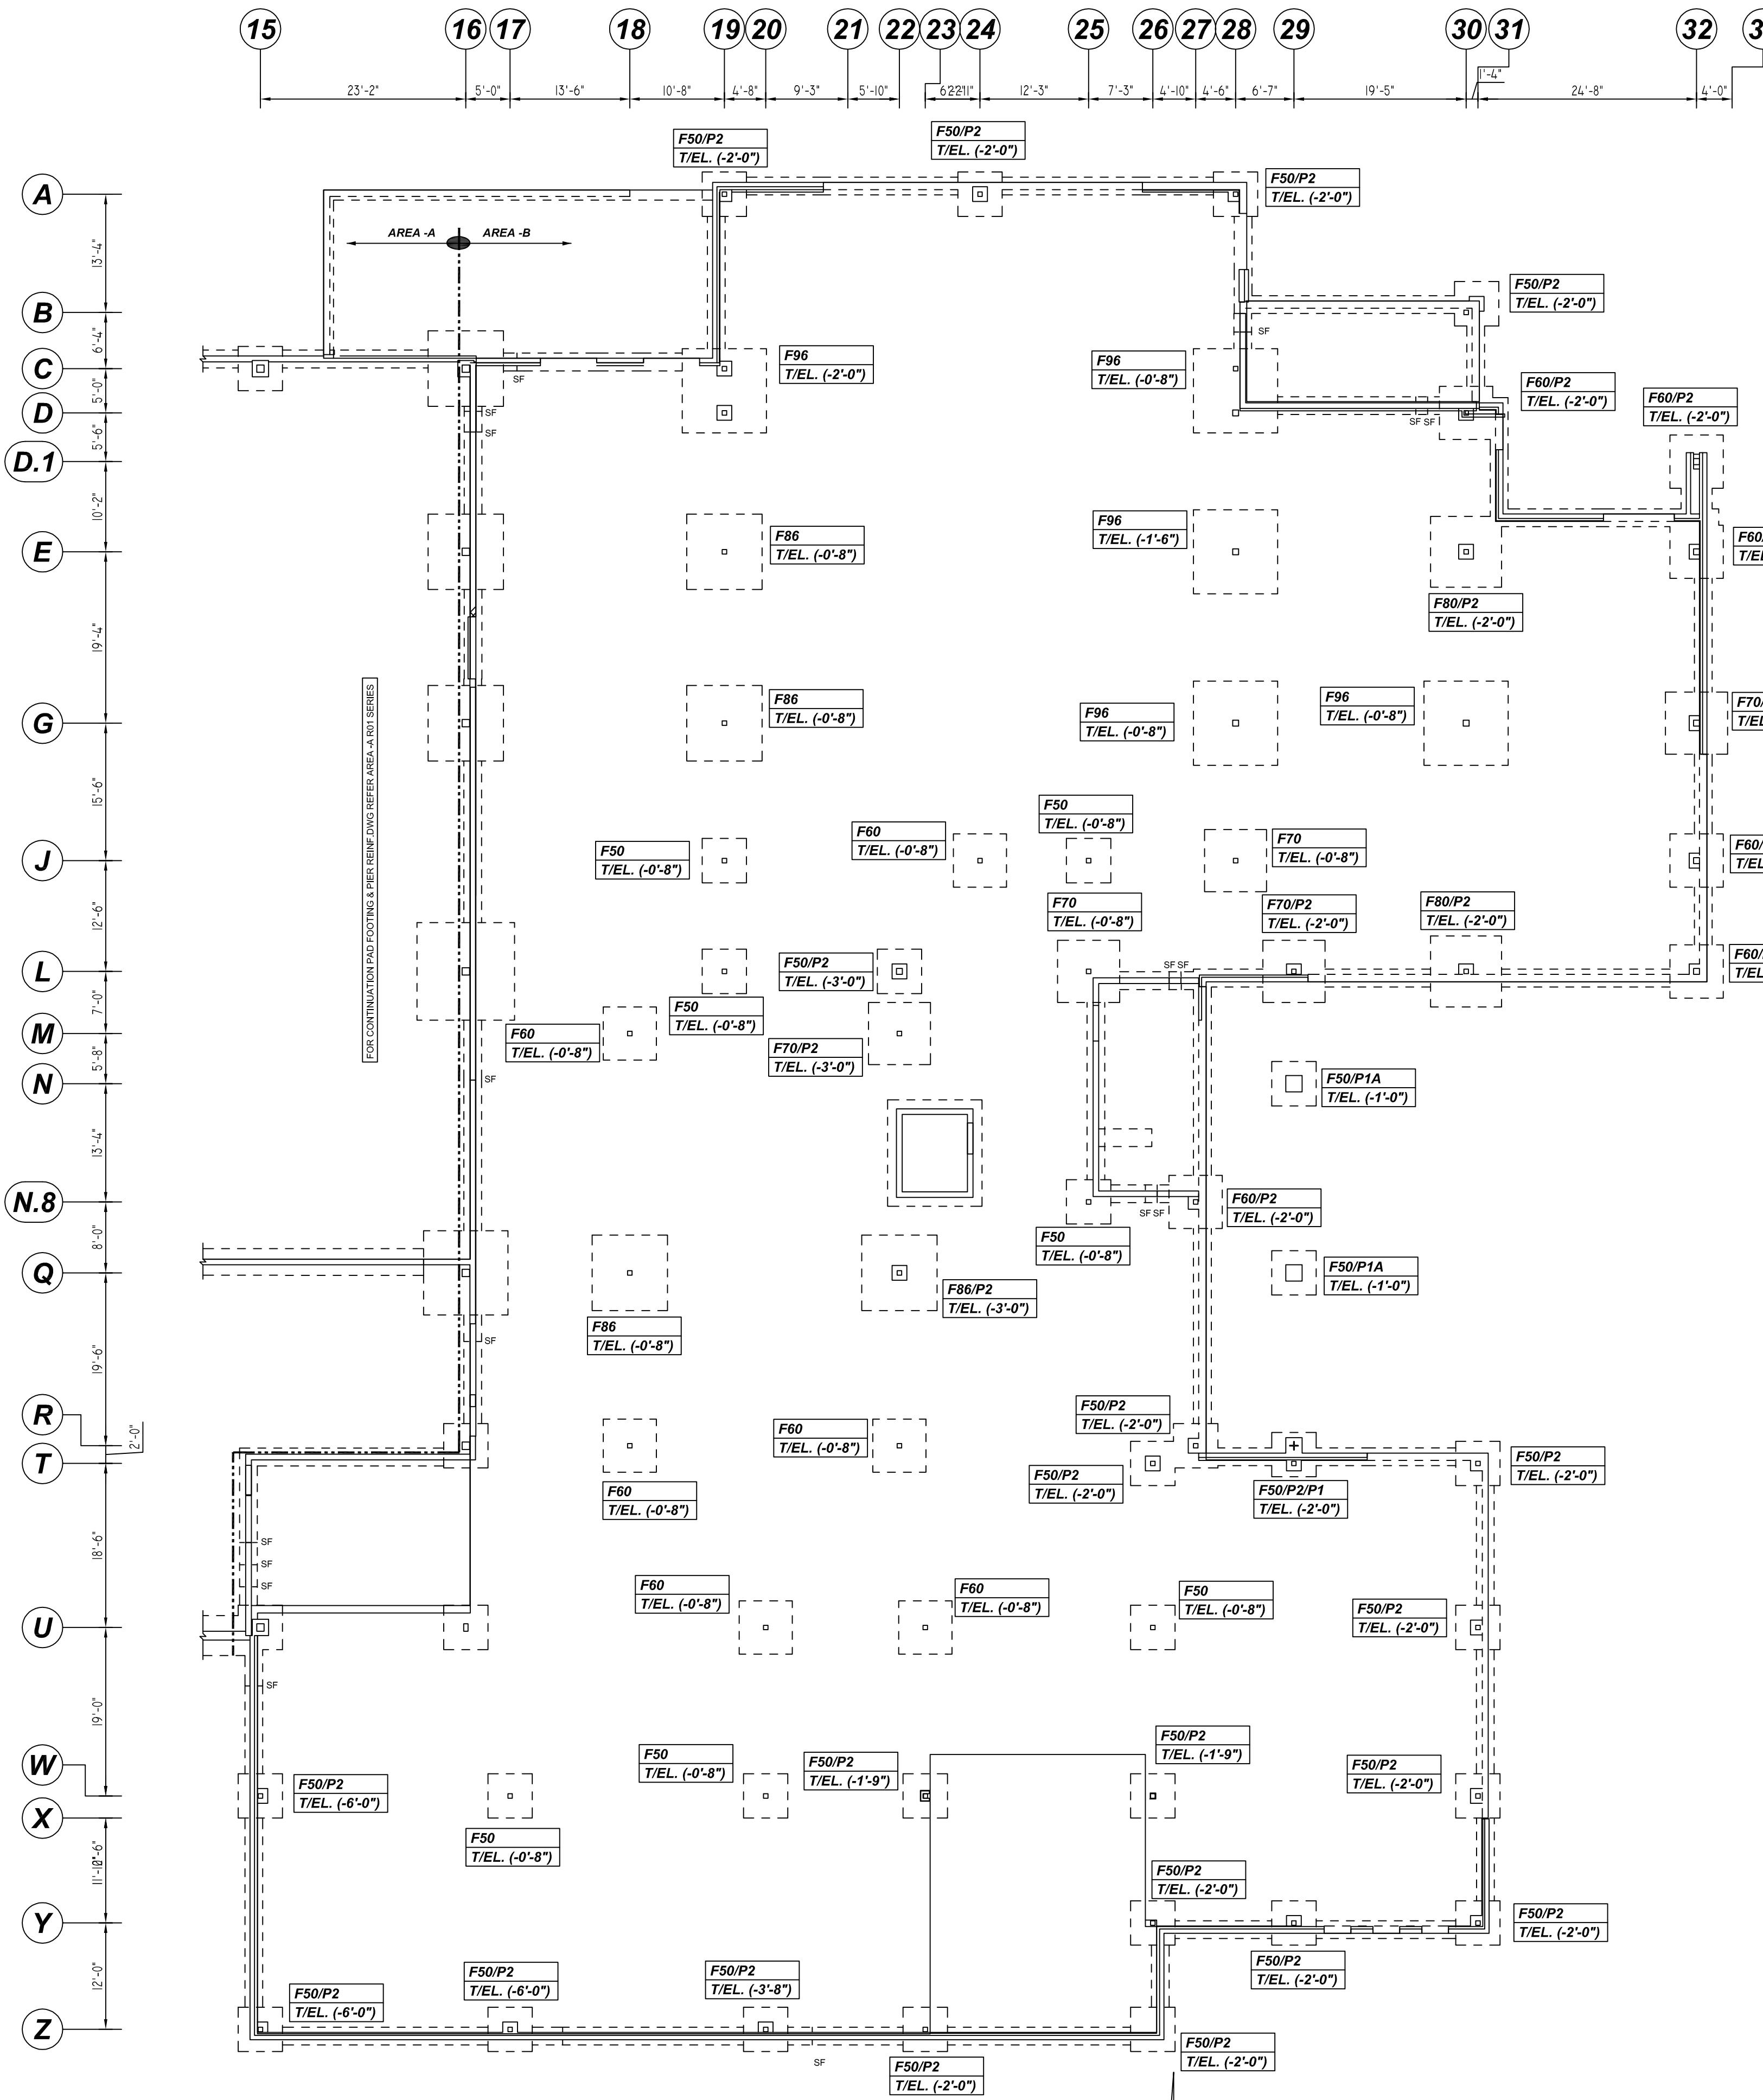 15 16 17 18 19 20 21 22 23 24 25 26 27 28 29 30 31 32
23'-2" 5'-0" 13'-6" 10'-8" 4'-8" 9'-3" 5'-10" 12'-3" 7'-3" 4'-10" 4'-6" 6'-7" 19'-5" 1'-4" 24'-8" 4'-0"
F50/P2
T/EL. (-2'-0")
F50/P2
T/EL. (-2'-0")
F50/P2
T/EL. (-2'-0")
A
AREA -A
AREA -B
13'-4"
F50/P2
T/EL. (-2'-0")
B
SF
6'-4"
F96
T/EL. (-2'-0")
F96
T/EL. (-0'-8")
C
SF
5'-0"
F60/P2
T/EL. (-2'-0")
F60/P2
T/EL. (-2'-0")
D
SF
SF
SF SF
5'-6"
D.1
10'-2"
F86
T/EL. (-0'-8")
F96
T/EL. (-1'-6")
E
F80/P2
T/EL. (-2'-0")
19'-4"
FOR CONTINUATION PAD FOOTING & PIER REINF.DWG REFER AREA -A R01 SERIES
F86
T/EL. (-0'-8")
F96
T/EL. (-0'-8")
F96
T/EL. (-0'-8")
G
15'-6"
F50
T/EL. (-0'-8")
F60
T/EL. (-0'-8")
F50
T/EL. (-0'-8")
F70
T/EL. (-0'-8")
J
12'-6"
F70
T/EL. (-0'-8")
F70/P2
T/EL. (-2'-0")
F80/P2
T/EL. (-2'-0")
F50/P2
T/EL. (-3'-0")
SF SF
L
F50
T/EL. (-0'-8")
7'-0"
F60
T/EL. (-0'-8")
F70/P2
T/EL. (-3'-0")
M
5'-8"
N
SF
F50/P1A
T/EL. (-1'-0")
13'-4"
N.8
SF SF
F60/P2
T/EL. (-2'-0")
8'-0"
F50
T/EL. (-0'-8")
Q
F50/P1A
T/EL. (-1'-0")
F86/P2
T/EL. (-3'-0")
F86
T/EL. (-0'-8")
SF
19'-6"
R
2'-0"
F60
T/EL. (-0'-8")
F50/P2
T/EL. (-2'-0")
T
F60
T/EL. (-0'-8")
F50/P2
T/EL. (-2'-0")
F50/P2/P1
T/EL. (-2'-0")
F50/P2
T/EL. (-2'-0")
18'-6"
SF
SF
SF
F60
T/EL. (-0'-8")
F60
T/EL. (-0'-8")
F50
T/EL. (-0'-8")
F50/P2
T/EL. (-2'-0")
U
SF
19'-0"
F50
T/EL. (-0'-8")
F50/P2
T/EL. (-1'-9")
F50/P2
T/EL. (-1'-9")
F50/P2
T/EL. (-2'-0")
W
F50/P2
T/EL. (-6'-0")
X
F50
T/EL. (-0'-8")
F50/P2
T/EL. (-2'-0")
Y
F50/P2
T/EL. (-2'-0")
F50/P2
T/EL. (-2'-0")
12'-0"
F50/P2
T/EL. (-6'-0")
F50/P2
T/EL. (-6'-0")
F50/P2
T/EL. (-3'-8")
Z
SF
F50/P2
T/EL. (-2'-0")
F50/P2
T/EL. (-2'-0")